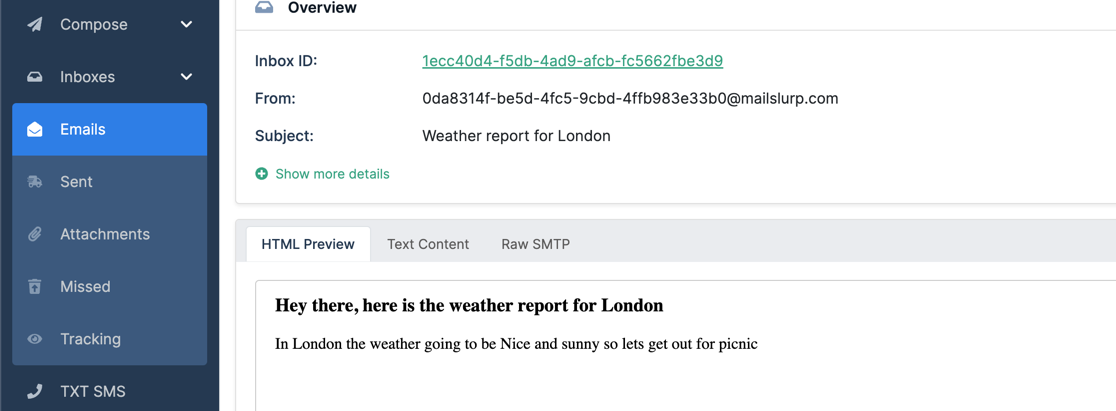 Compose
Inboxes
Emails
Sent
Attachments
Missed
Tracking
TXT SMS
Overview
Inbox ID: 1ecc40d4-f5db-4ad9-afcb-fc5662fbe3d9
From: 0da8314f-be5d-4fc5-9cbd-4ffb983e33b0@mailslurp.com
Subject: Weather report for London
Show more details
HTML Preview Text Content Raw SMTP
Hey there, here is the weather report for London
In London the weather going to be Nice and sunny so lets get out for picnic